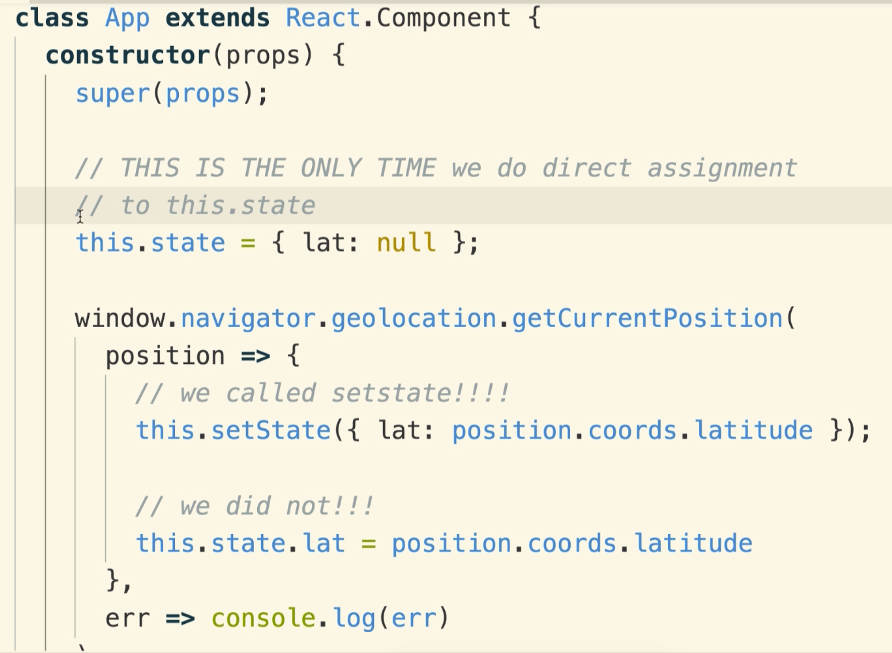 class App extends React.Component {
constructor(props) {
super(props);
// THIS IS THE ONLY TIME we do direct assignment
// to this.state
this.state = { lat: null };
window.navigator.geolocation.getCurrentPosition(
position => {
// we called setstate!!!!
this.setState({ lat: position.coords.latitude });
// we did not!!!
this.state.lat = position.coords.latitude
},
err => console.log(err)